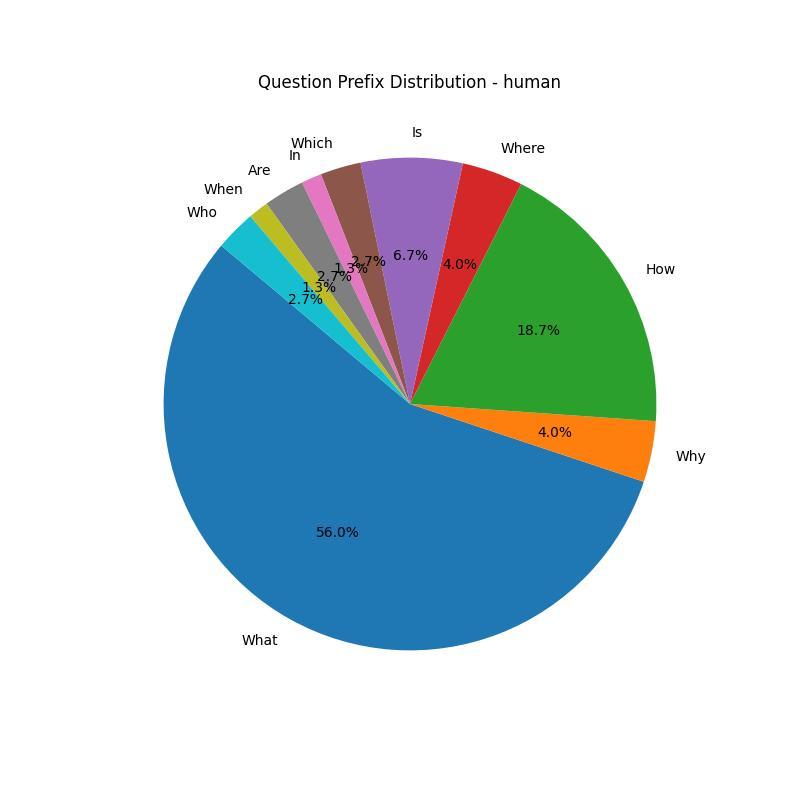 Question Prefix Distribution - human
Is
Which
Where
In
Are
When
Who
6.7%
2.7%
4.0%
1.3%
How
2.7%
1.3%
2.7%
18.7%
4.0%
Why
56.0%
What